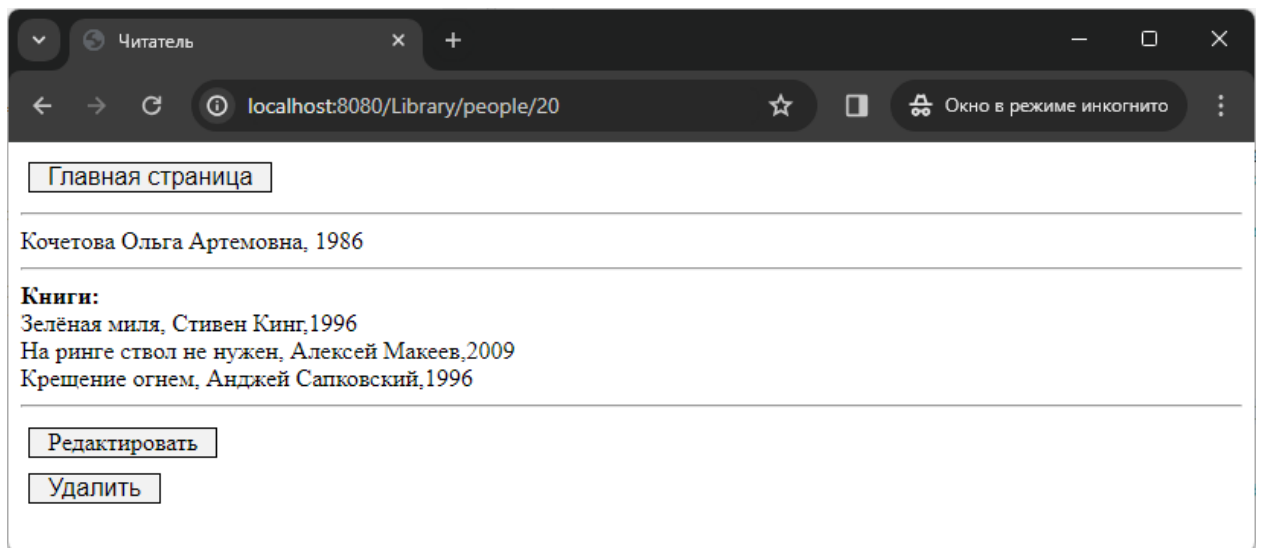 Читатель
localhost:8080/Library/people/20
Окно в режиме инкогнито
Главная страница
Кочетова Ольга Артемовна, 1986
Книги:
Зелёная миля, Стивен Кинг,1996
На ринге ствол не нужен, Алексей Макеев,2009
Крещение огнем, Анджей Сапковский,1996
Редактировать
Удалить